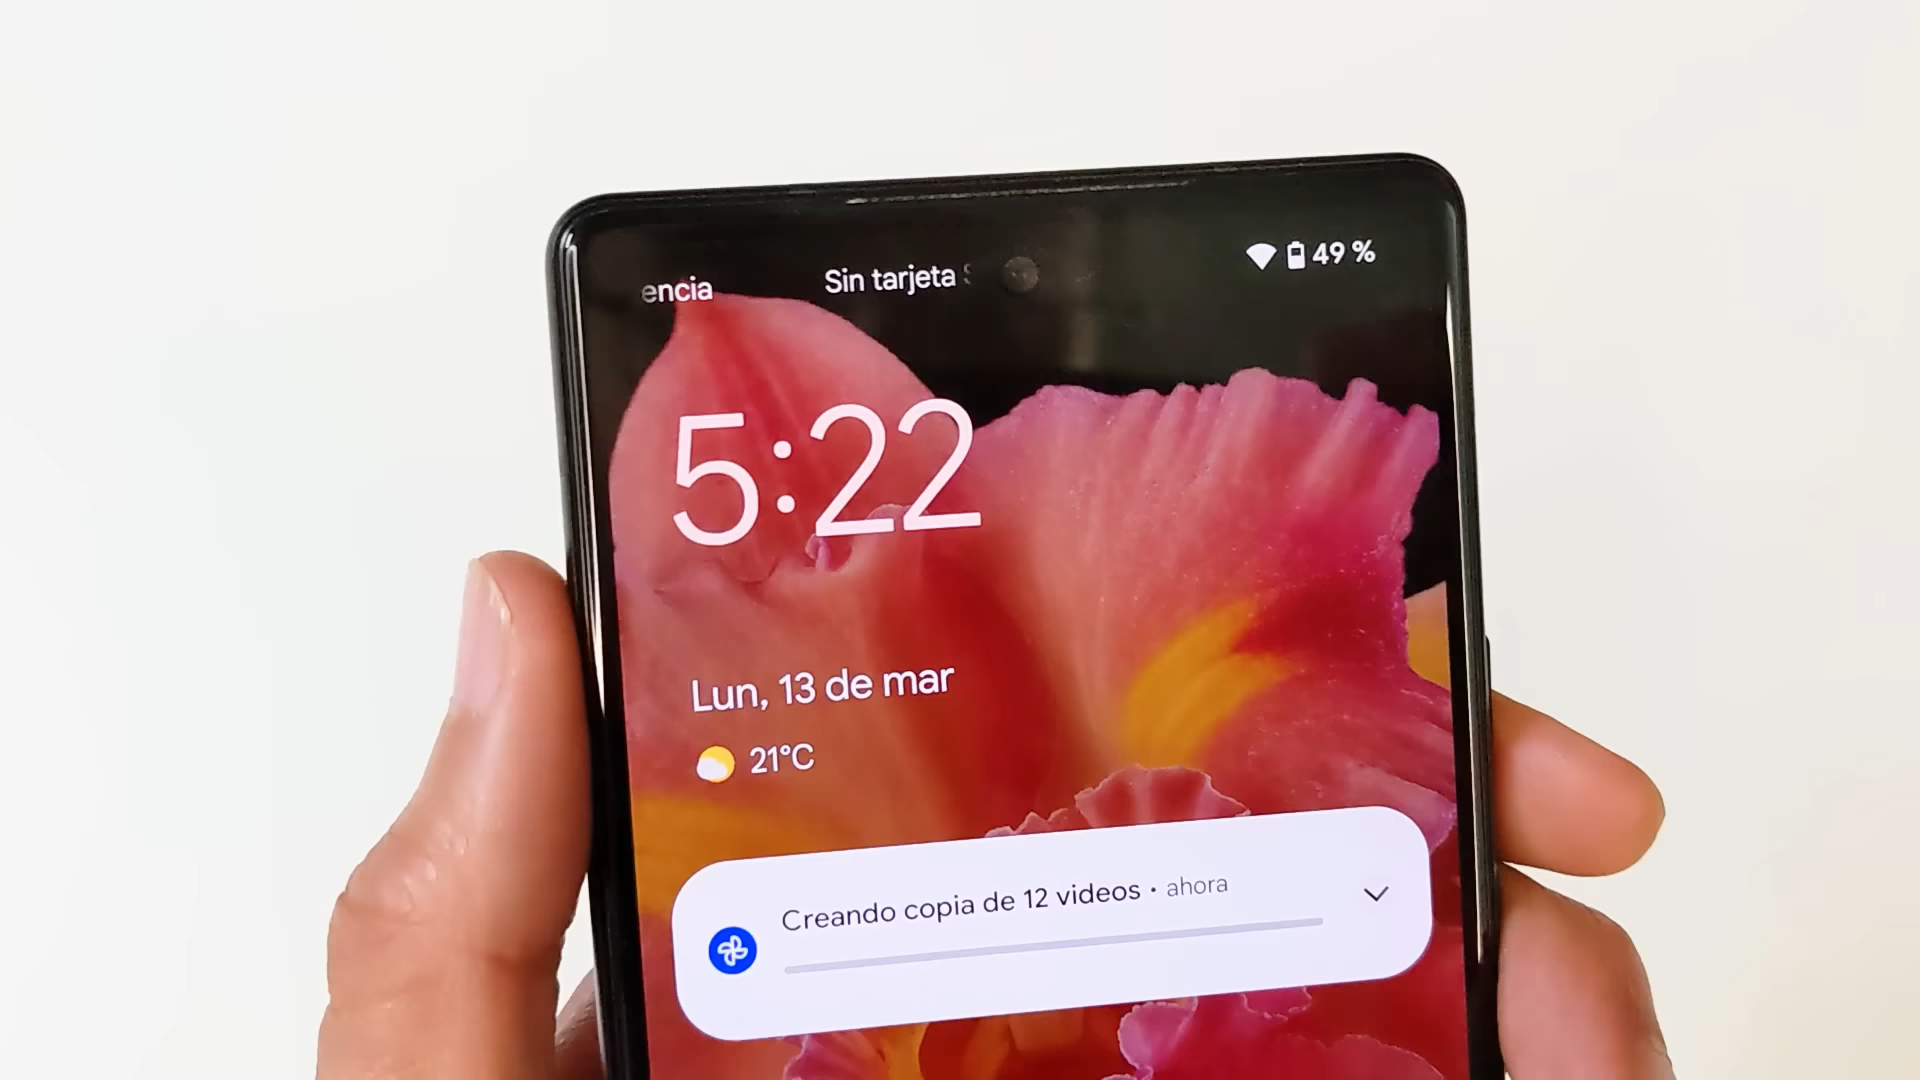 encia Sin tarjeta
49 %
5:22
Lun, 13 de mar
21°C
Creando copia de 12 videos • ahora